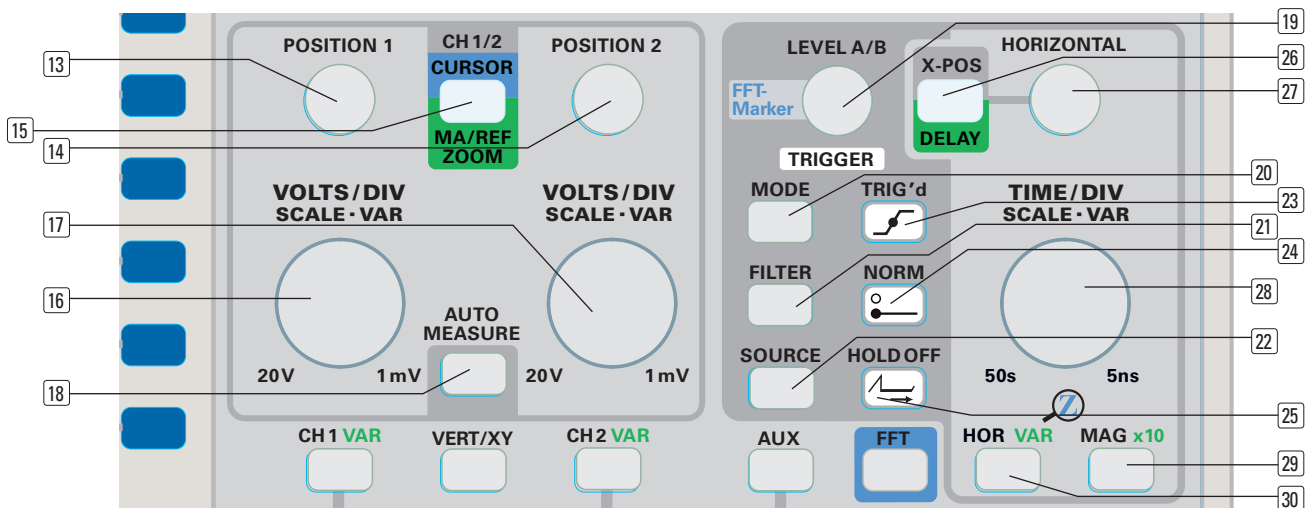 POSITION 1
CH 1/2
CURSOR
MA/REF
ZOOM
POSITION 2
LEVEL A/B
FFT-
Marker
HORIZONTAL
X-POS
DELAY
TRIGGER
MODE
TRIG'd
FILTER
NORM
SOURCE
HOLD OFF
VOLTS/DIV
SCALE · VAR
20V
1mV
AUTO
MEASURE
VOLTS/DIV
SCALE · VAR
20V
1mV
TIME/DIV
SCALE · VAR
50s
5ns
Z
CH 1 VAR
VERT/XY
CH 2 VAR
AUX
FFT
HOR VAR
MAG x10
13
15
14
17
16
18
19
26
27
20
23
21
24
28
22
25
29
30